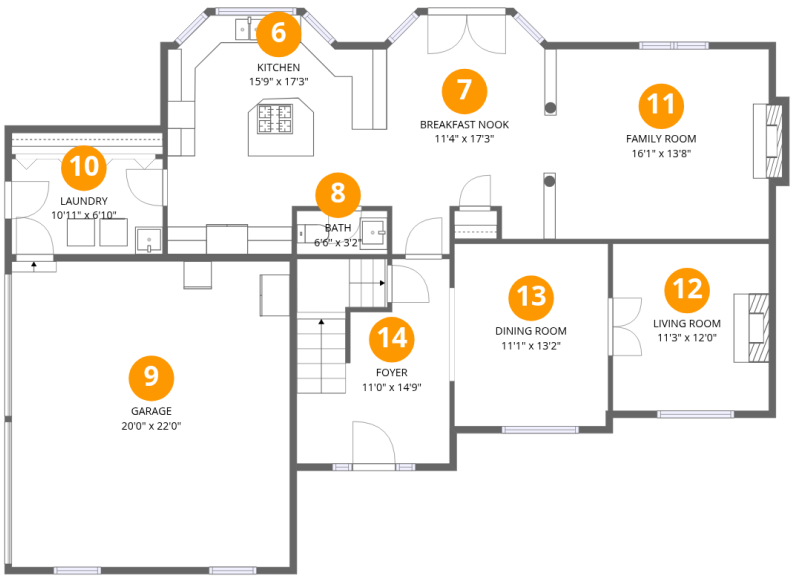 6
KITCHEN
15'9" x 17'3"
7
BREAKFAST NOOK
11'4" x 17'3"
11
FAMILY ROOM
16'1" x 13'8"
10
LAUNDRY
10'11" x 6'10"
8
BATH
6'6" x 3'2"
9
GARAGE
20'0" x 22'0"
14
FOYER
11'0" x 14'9"
13
DINING ROOM
11'1" x 13'2"
12
LIVING ROOM
11'3" x 12'0"